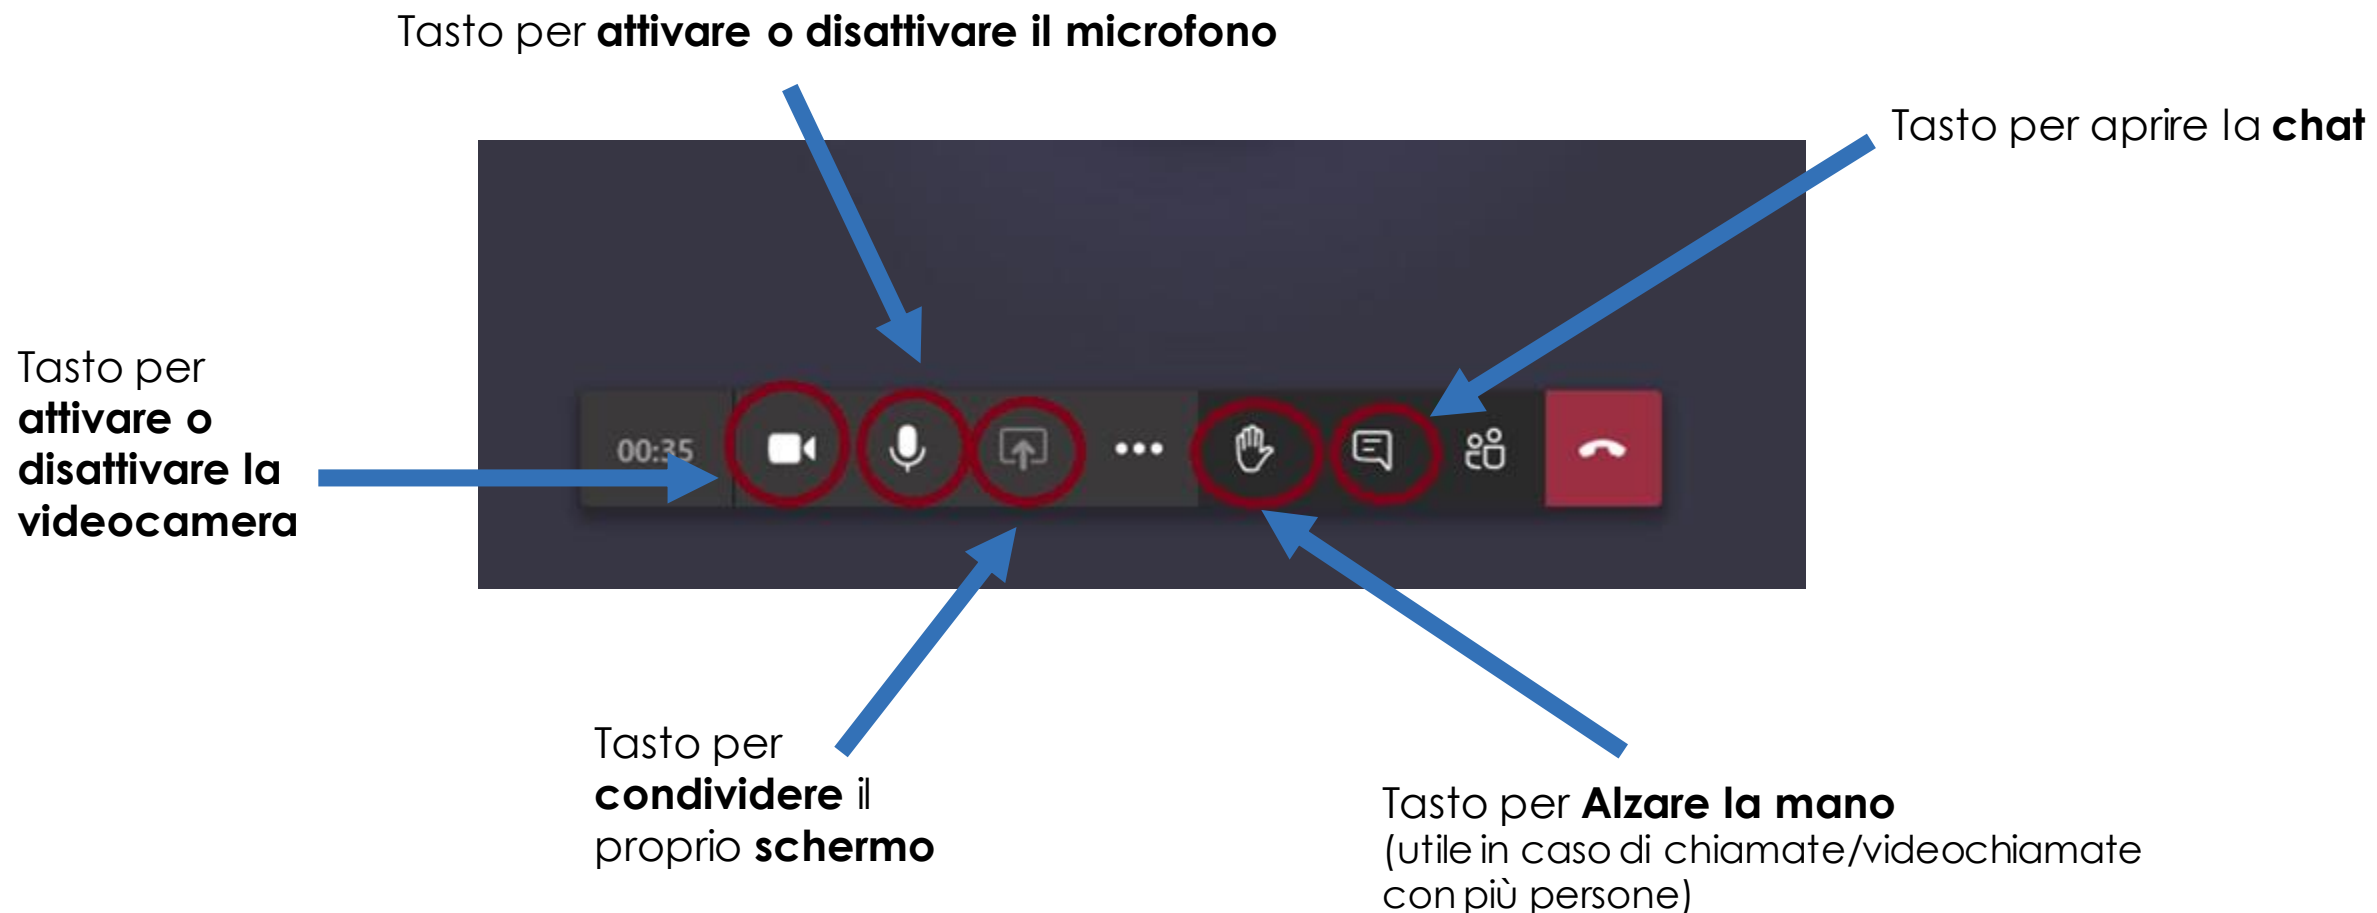 Tasto per attivare o disattivare il microfono
Tasto per aprire la chat
Tasto per
attivare o
disattivare la
videocamera
00:35
Tasto per
condividere il
proprio schermo
Tasto per Alzare la mano
(utile in caso di chiamate/videochiamate
con più persone)